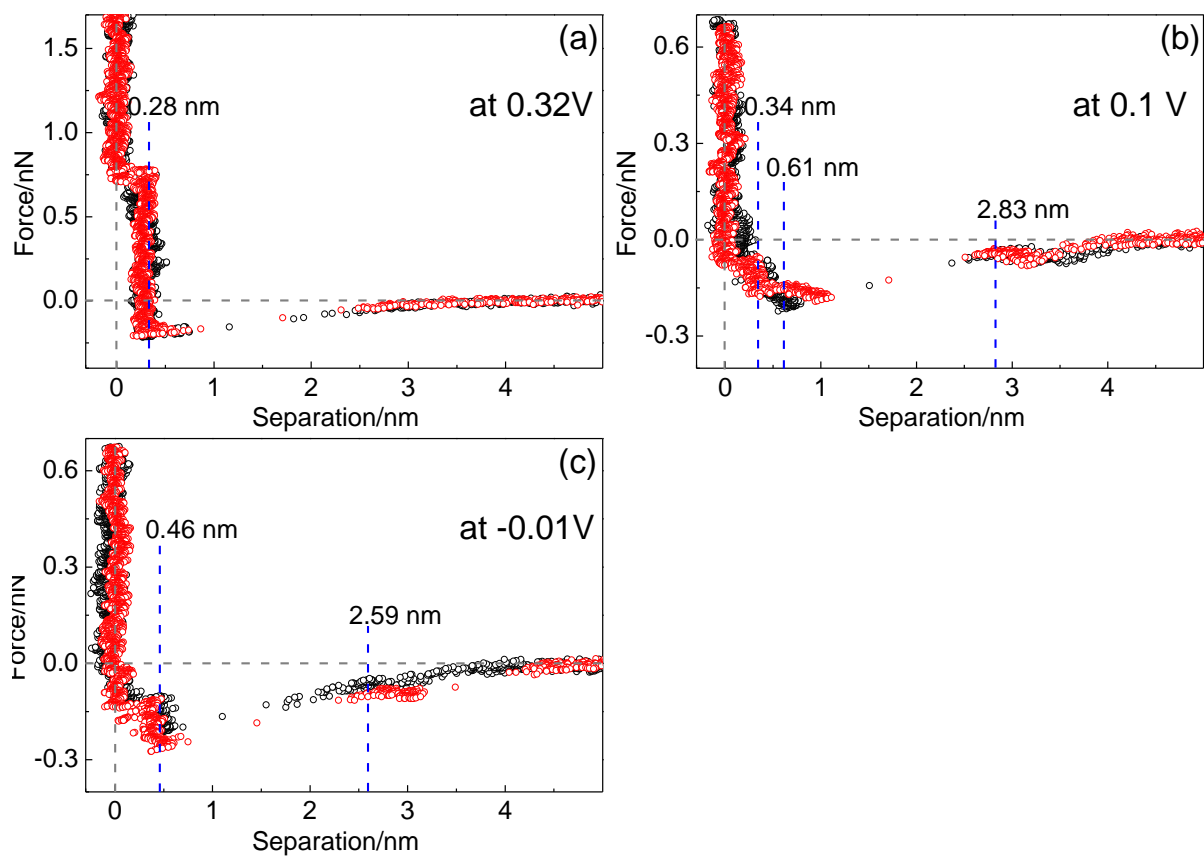 (a)
at 0.32V
0.28 nm
1.5
1.0
0.5
0.0
Force/nN
0 1 2 3 4
Separation/nm
(b)
at 0.1 V
0.34 nm
0.61 nm
2.83 nm
0.6
0.3
0.0
-0.3
Force/nN
0 1 2 3 4
Separation/nm
(c)
at -0.01V
0.46 nm
2.59 nm
0.6
0.3
0.0
-0.3
Force/nN
0 1 2 3 4
Separation/nm